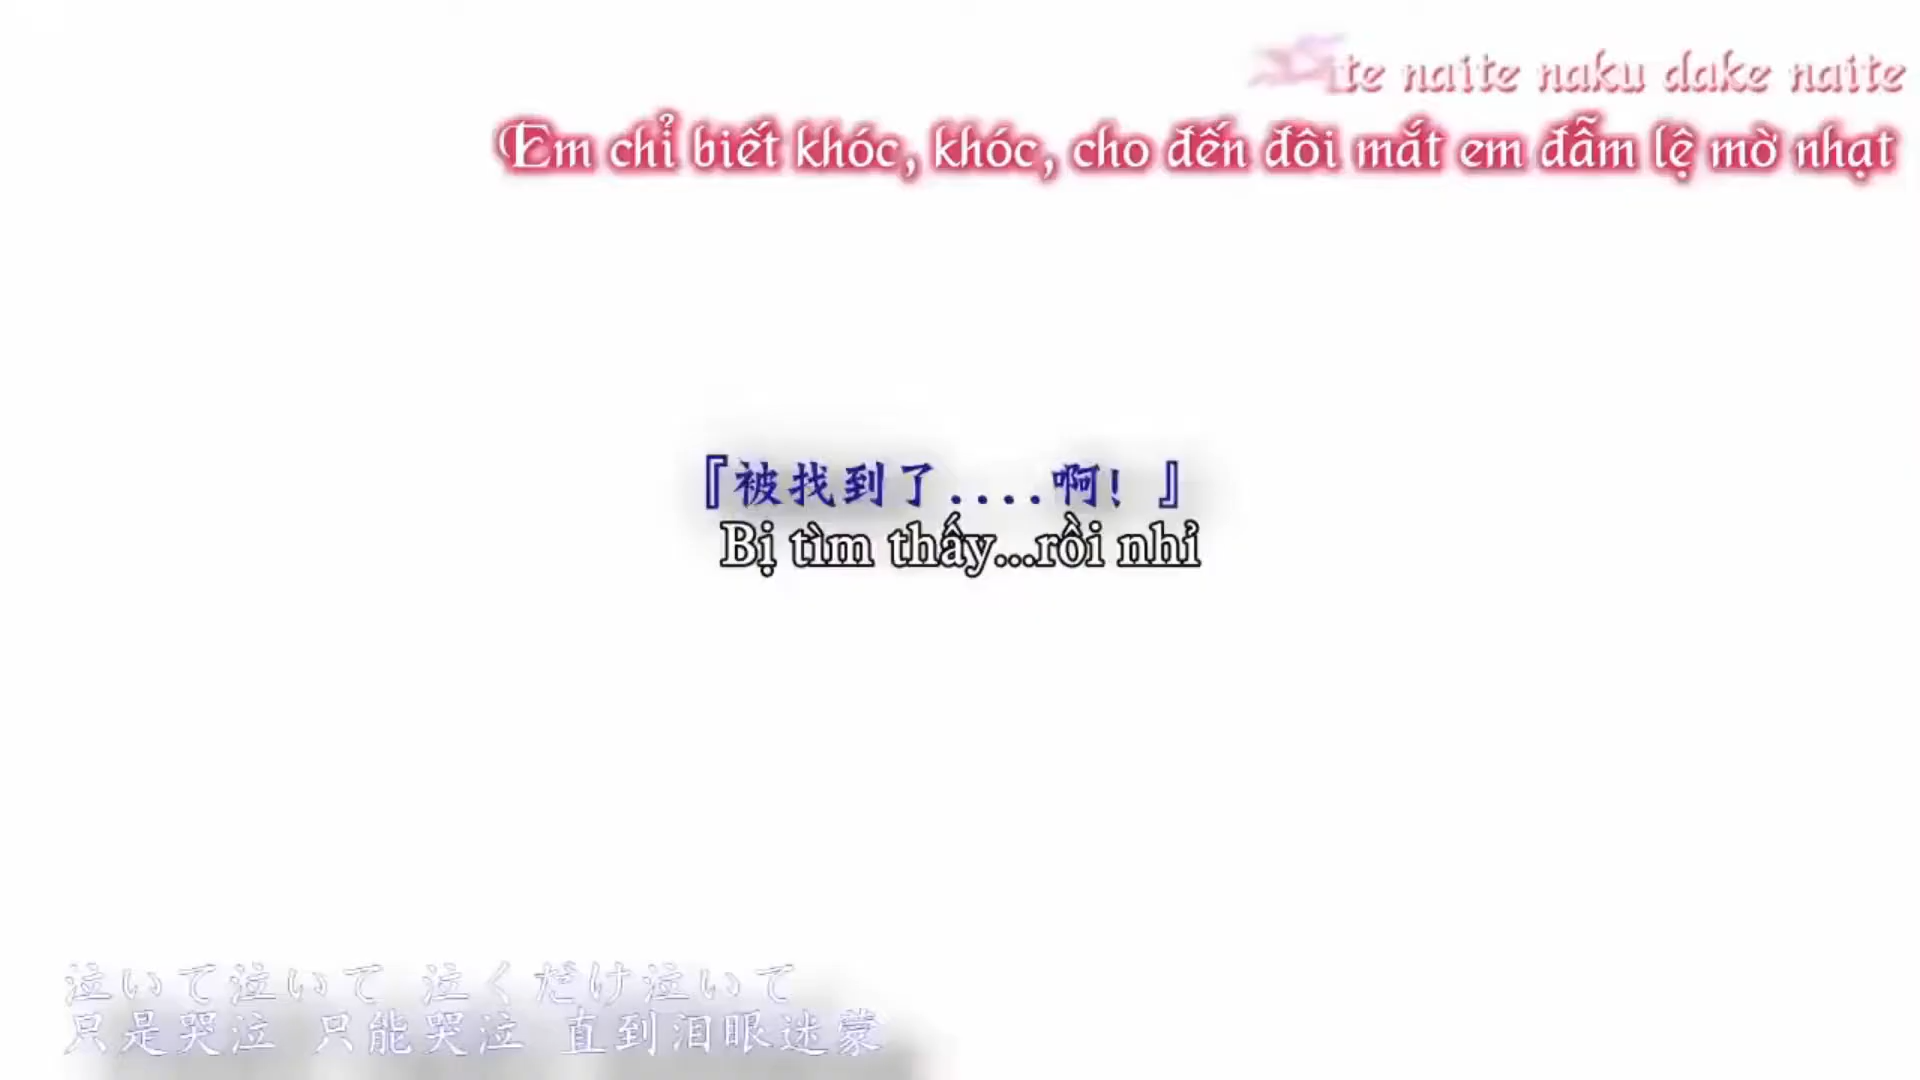 te naite naku dake naite
Em chỉ biết khóc, khóc, cho đến đôi mắt em đẫm lệ mờ nhạt
『被找到了....啊！』
Bị tìm thấy...rồi nhỉ
泣いて泣いて 泣くだけ泣いて
只是哭泣 只能哭泣 直到泪眼迷蒙